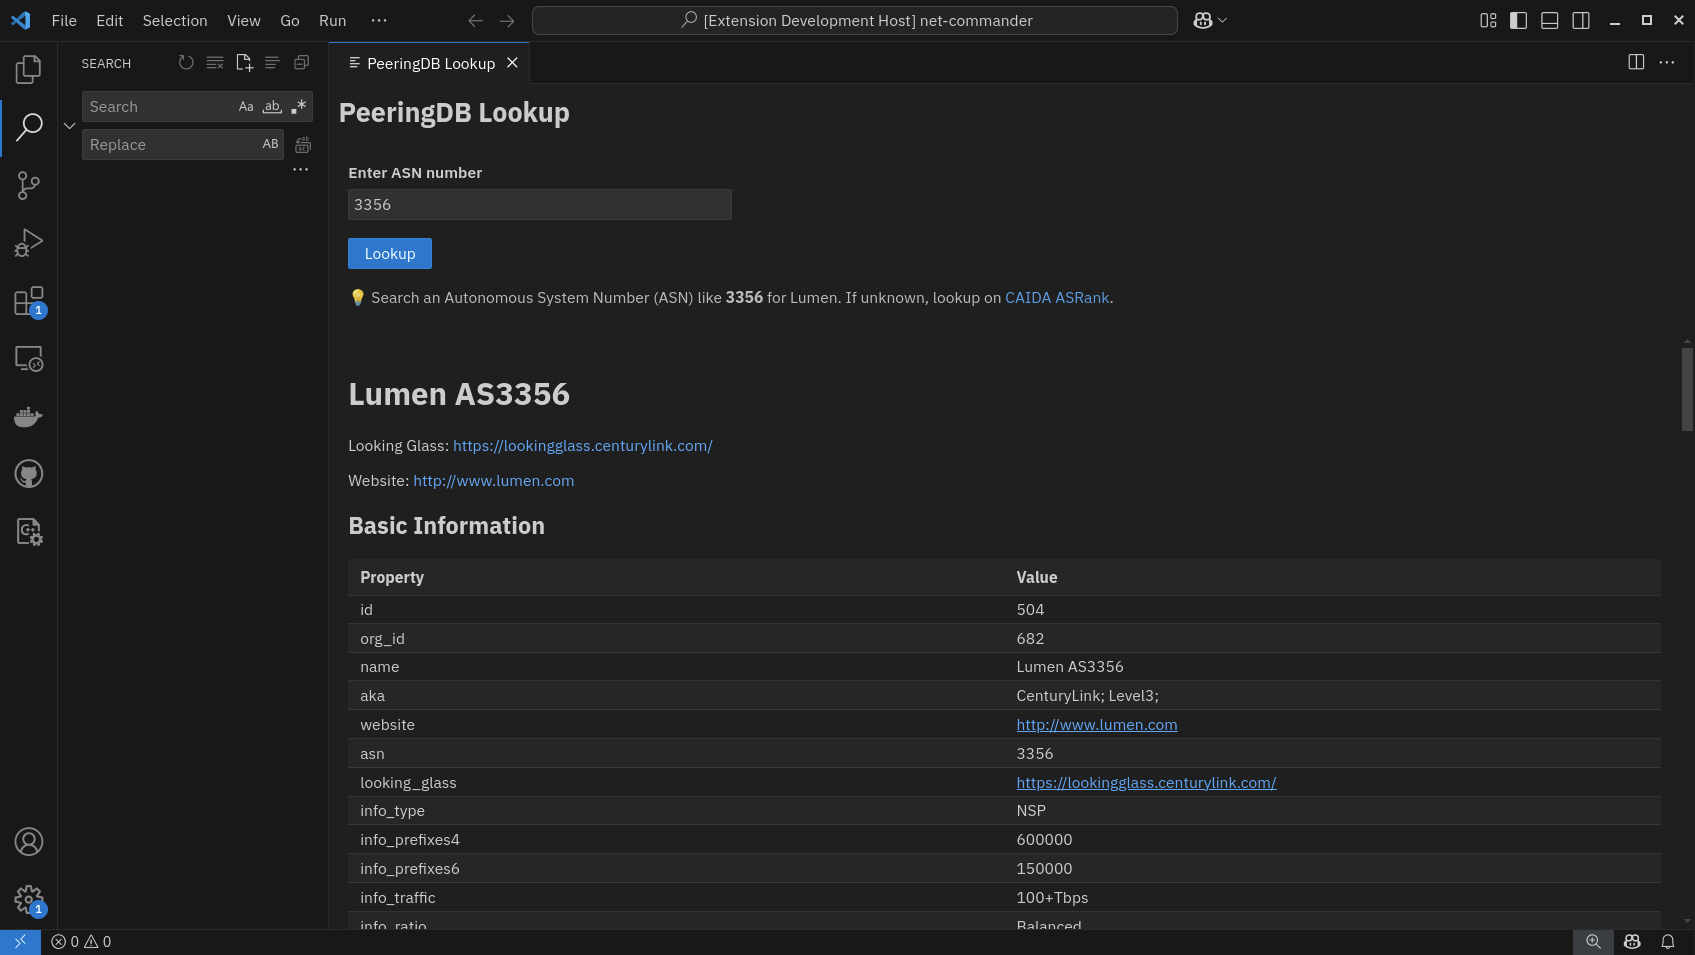 File Edit Selection View Go Run ···
[Extension Development Host] net-commander
SEARCH
Search Aa ab
Replace AB
PeeringDB Lookup
PeeringDB Lookup
Enter ASN number
3356
Lookup
💡 Search an Autonomous System Number (ASN) like 3356 for Lumen. If unknown, lookup on CAIDA ASRank.
Lumen AS3356
Looking Glass: https://lookingglass.centurylink.com/
Website: http://www.lumen.com
Basic Information
Property Value
id 504
org_id 682
name Lumen AS3356
aka CenturyLink; Level3;
website http://www.lumen.com
asn 3356
looking_glass https://lookingglass.centurylink.com/
info_type NSP
info_prefixes4 600000
info_prefixes6 150000
info_traffic 100+Tbps
info_ratio Balanced
1
1
0 0